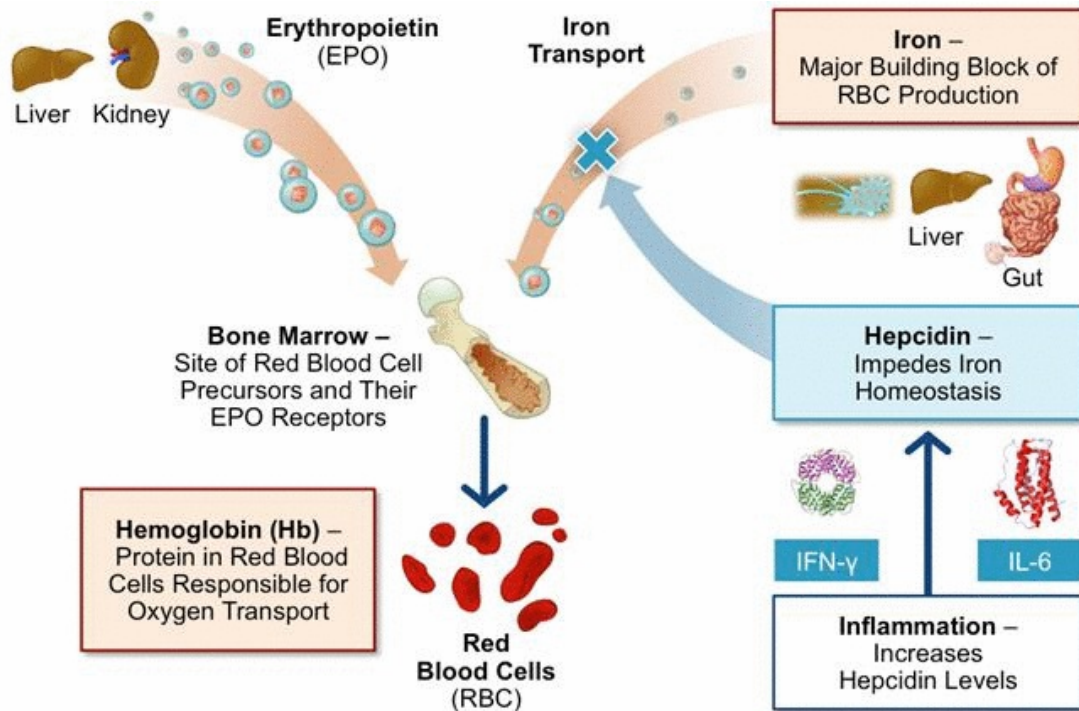 Liver
Kidney
Erythropoietin
(EPO)
Iron
Transport
Iron –
Major Building Block of
RBC Production
Liver
Gut
Bone Marrow –
Site of Red Blood Cell
Precursors and Their
EPO Receptors
Hepcidin –
Impedes Iron
Homeostasis
Hemoglobin (Hb) –
Protein in Red Blood
Cells Responsible for
Oxygen Transport
Red
Blood Cells
(RBC)
IFN-γ
IL-6
Inflammation –
Increases
Hepcidin Levels